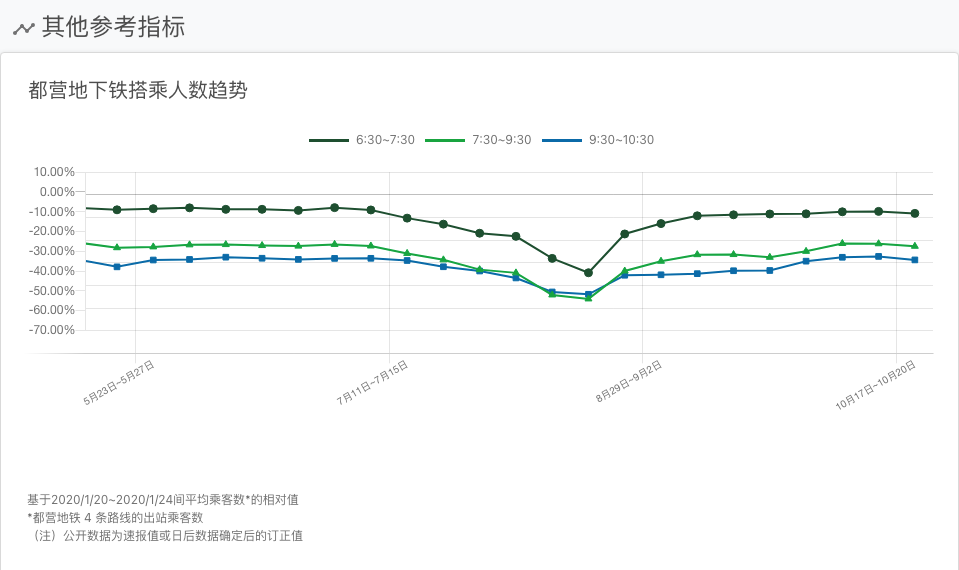 其他参考指标
都营地下铁搭乘人数趋势
6:30~7:30 7:30~9:30 9:30~10:30
10.00%
0.00%
-10.00%
-20.00%
-30.00%
-40.00%
-50.00%
-60.00%
-70.00%
5月23日~5月27日 7月11日~7月15日 8月29日~9月2日 10月17日~10月20日
基于2020/1/20~2020/1/24间平均乘客数*的相对值
*都营地铁 4 条路线的出站乘客数
（注）公开数据为速报值或日后数据确定后的订正值